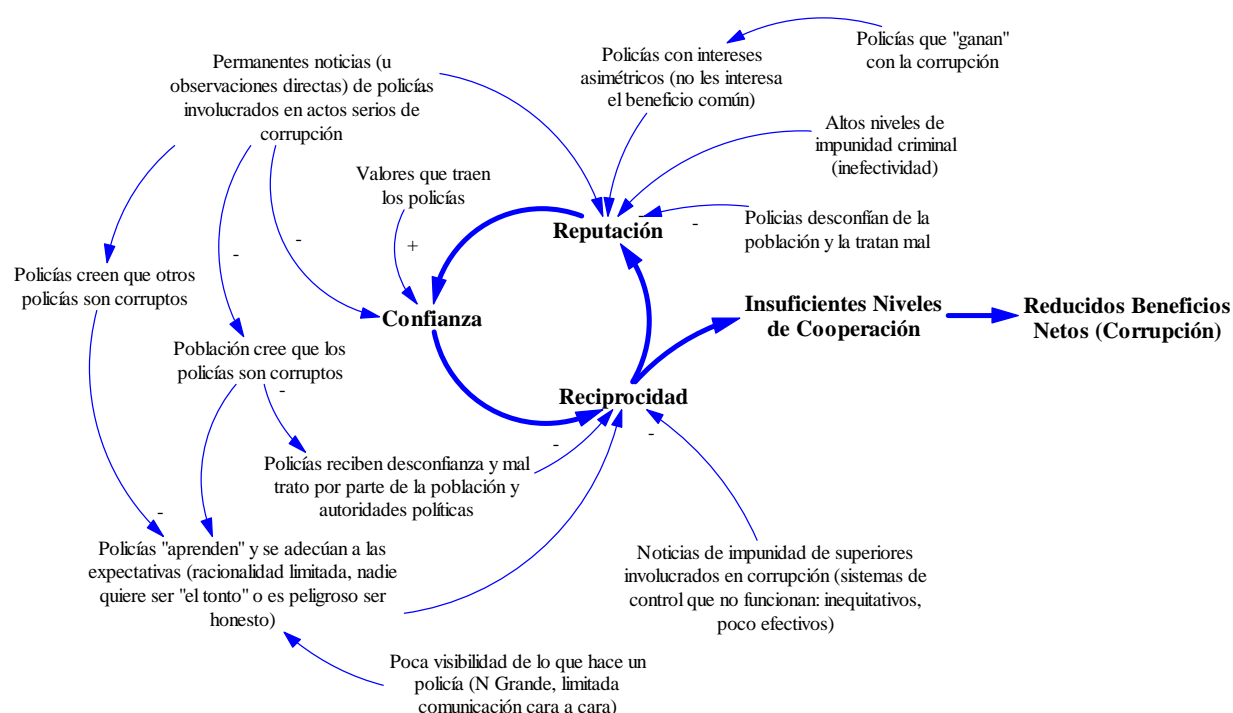 Policías que "ganan"
con la corrupción
Policías con intereses
asimétricos (no les interesa
el beneficio común)
Permanentes noticias (u
observaciones directas) de policías
involucrados en actos serios de
corrupción
Altos niveles de
impunidad criminal
(inefectividad)
Valores que traen
los policías
Policias desconfían de la
población y la tratan mal
-
-
Reputación
+
-
-
Policías creen que otros
policías son corruptos
Confianza
Insuficientes Niveles
de Cooperación
Reducidos Beneficios
Netos (Corrupción)
Población cree que los
policías son corruptos
-
Reciprocidad
-
-
Policías reciben desconfianza y mal
trato por parte de la población y
autoridades políticas
-
Policías "aprenden" y se adecúan a las
expectativas (racionalidad limitada, nadie
quiere ser "el tonto" o es peligroso ser
honesto)
Noticias de impunidad de superiores
involucrados en corrupción (sistemas de
control que no funcionan: inequitativos,
poco efectivos)
Poca visibilidad de lo que hace un
policía (N Grande, limitada
comunicación cara a cara)